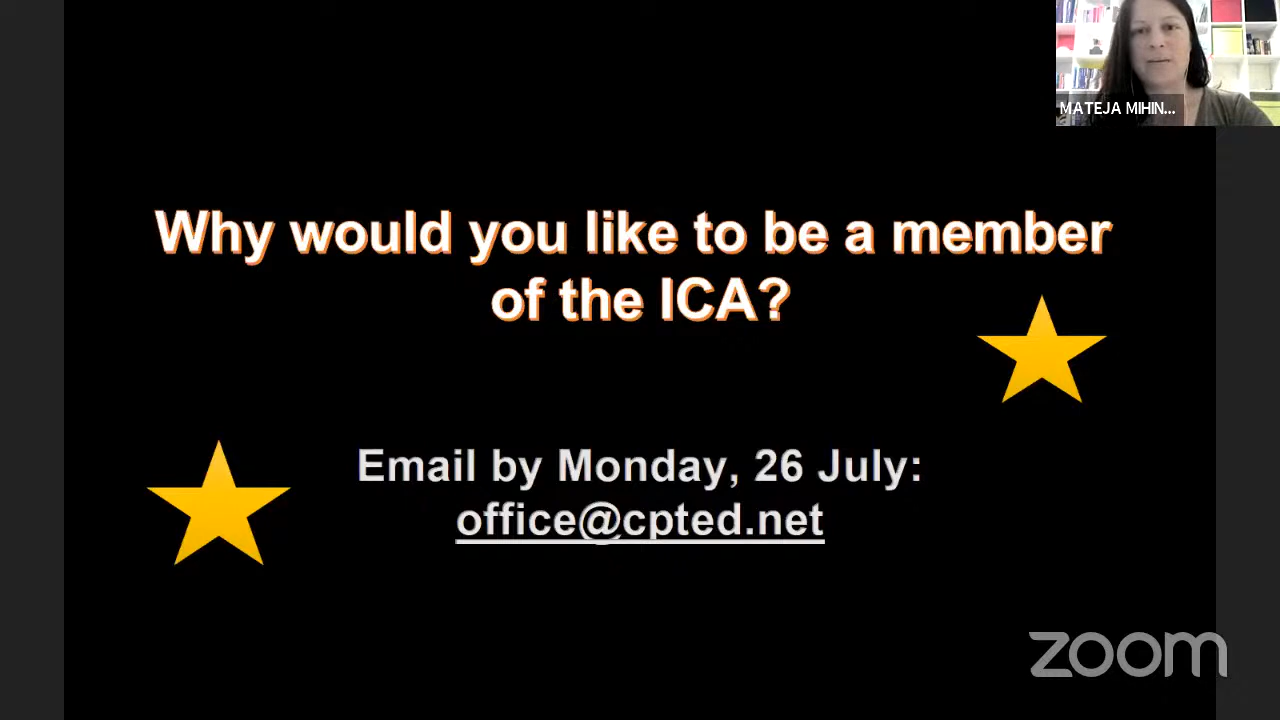 MATEJA MIHIN...
Why would you like to be a member
of the ICA?
Email by Monday, 26 July:
office@cpted.net
zoom